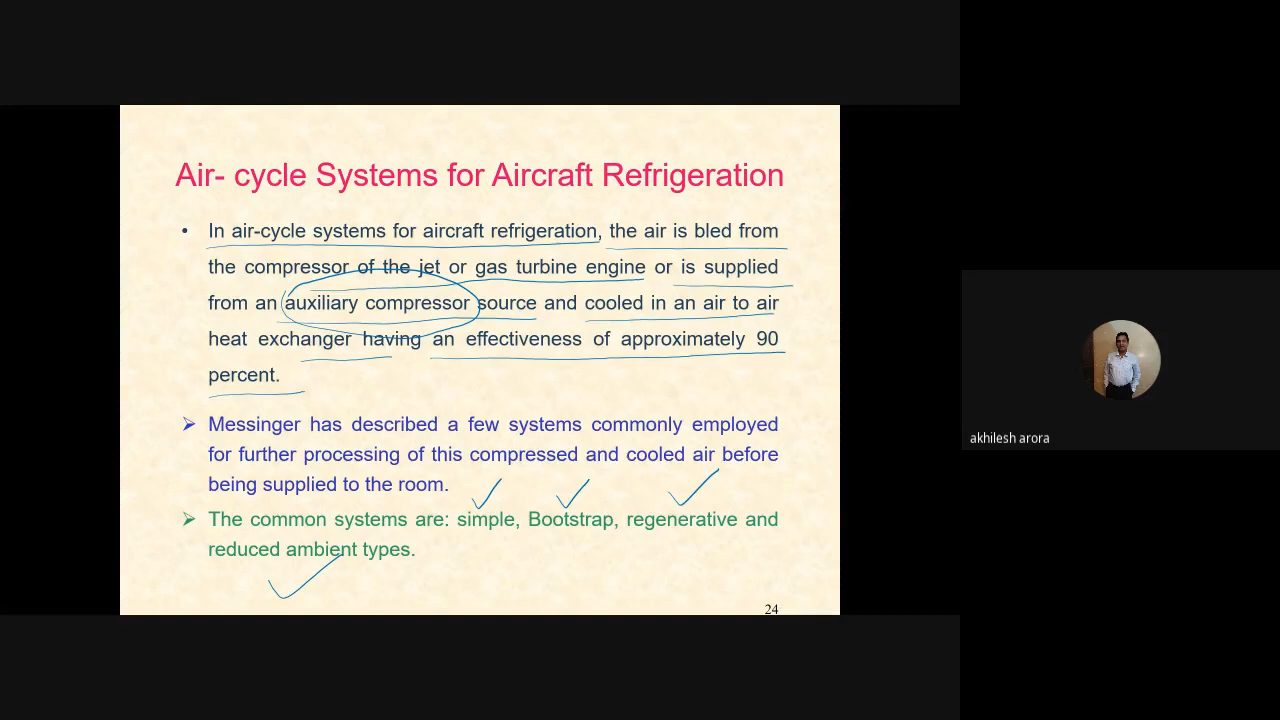 Air- cycle Systems for Aircraft Refrigeration
• In air-cycle systems for aircraft refrigeration, the air is bled from
the compressor of the jet or gas turbine engine or is supplied
from an auxiliary compressor source and cooled in an air to air
heat exchanger having an effectiveness of approximately 90
percent.
➢ Messinger has described a few systems commonly employed
for further processing of this compressed and cooled air before
being supplied to the room.
➢ The common systems are: simple, Bootstrap, regenerative and
reduced ambient types.
24
akhilesh arora